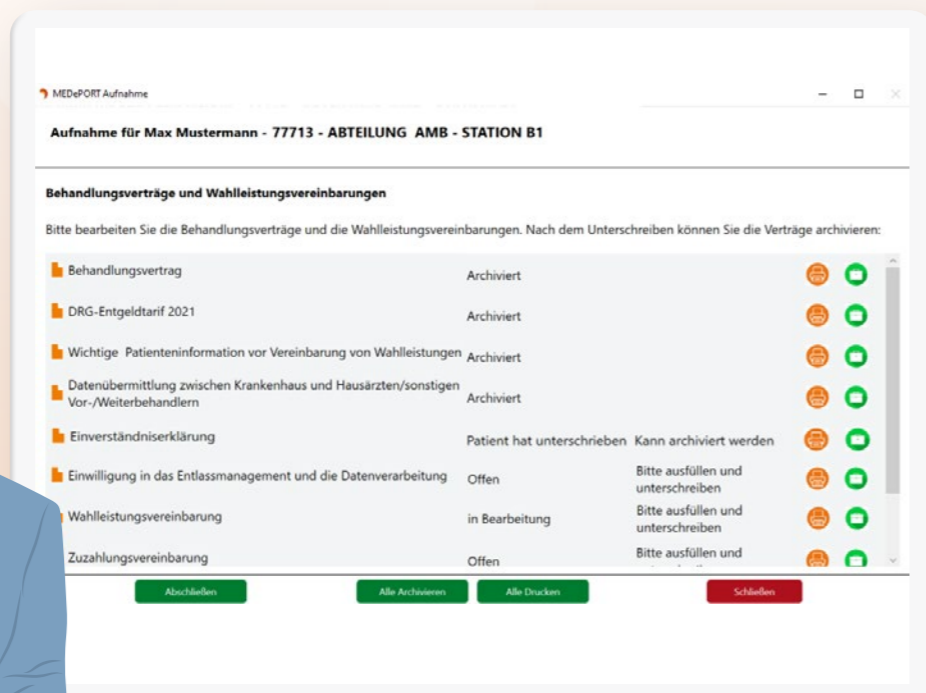 MEDePORT Aufnahme
Aufnahme für Max Mustermann - 77713 - ABTEILUNG AMB - STATION B1
Behandlungsverträge und Wahlleistungsvereinbarungen
Bitte bearbeiten Sie die Behandlungsverträge und die Wahlleistungsvereinbarungen. Nach dem Unterschreiben können Sie die Verträge archivieren:
Behandlungsvertrag Archiviert
DRG-Entgeldtarif 2021 Archiviert
Wichtige Patienteninformation vor Vereinbarung von Wahlleistungen Archiviert
Datenübermittlung zwischen Krankenhaus und Hausärzten/sonstigen
Vor-/Weiterbehandlern Archiviert
Einverständniserklärung Patient hat unterschrieben Kann archiviert werden
Einwilligung in das Entlassmanagement und die Datenverarbeitung Offen Bitte ausfüllen und
unterschreiben
Wahlleistungsvereinbarung in Bearbeitung Bitte ausfüllen und
unterschreiben
Zuzahlungsvereinbarung Offen Bitte ausfüllen und
Abschließen Alle Archivieren Alle Drucken Schließen